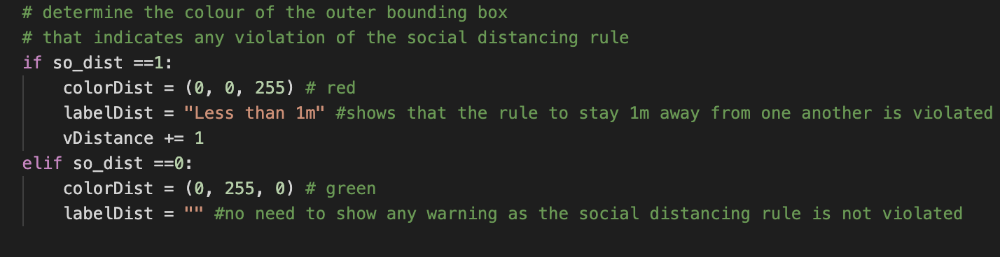 # determine the colour of the outer bounding box
# that indicates any violation of the social distancing rule
if so_dist ==1:
    colorDist = (0, 0, 255) # red
    labelDist = "Less than 1m" #shows that the rule to stay 1m away from one another is violated
    vDistance += 1
elif so_dist ==0:
    colorDist = (0, 255, 0) # green
    labelDist = "" #no need to show any warning as the social distancing rule is not violated